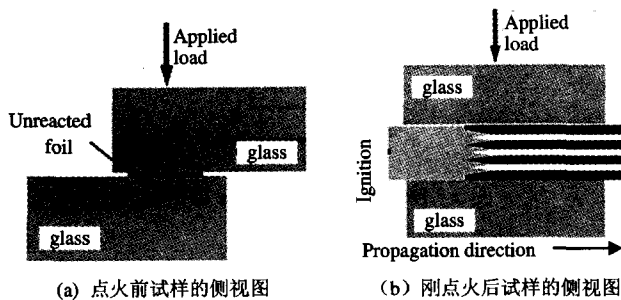 Applied
load
Unreacted
foil
glass
glass
(a) 点火前试样的侧视图
Applied
load
glass
Ignition
glass
Propagation direction
(b) 刚点火后试样的侧视图